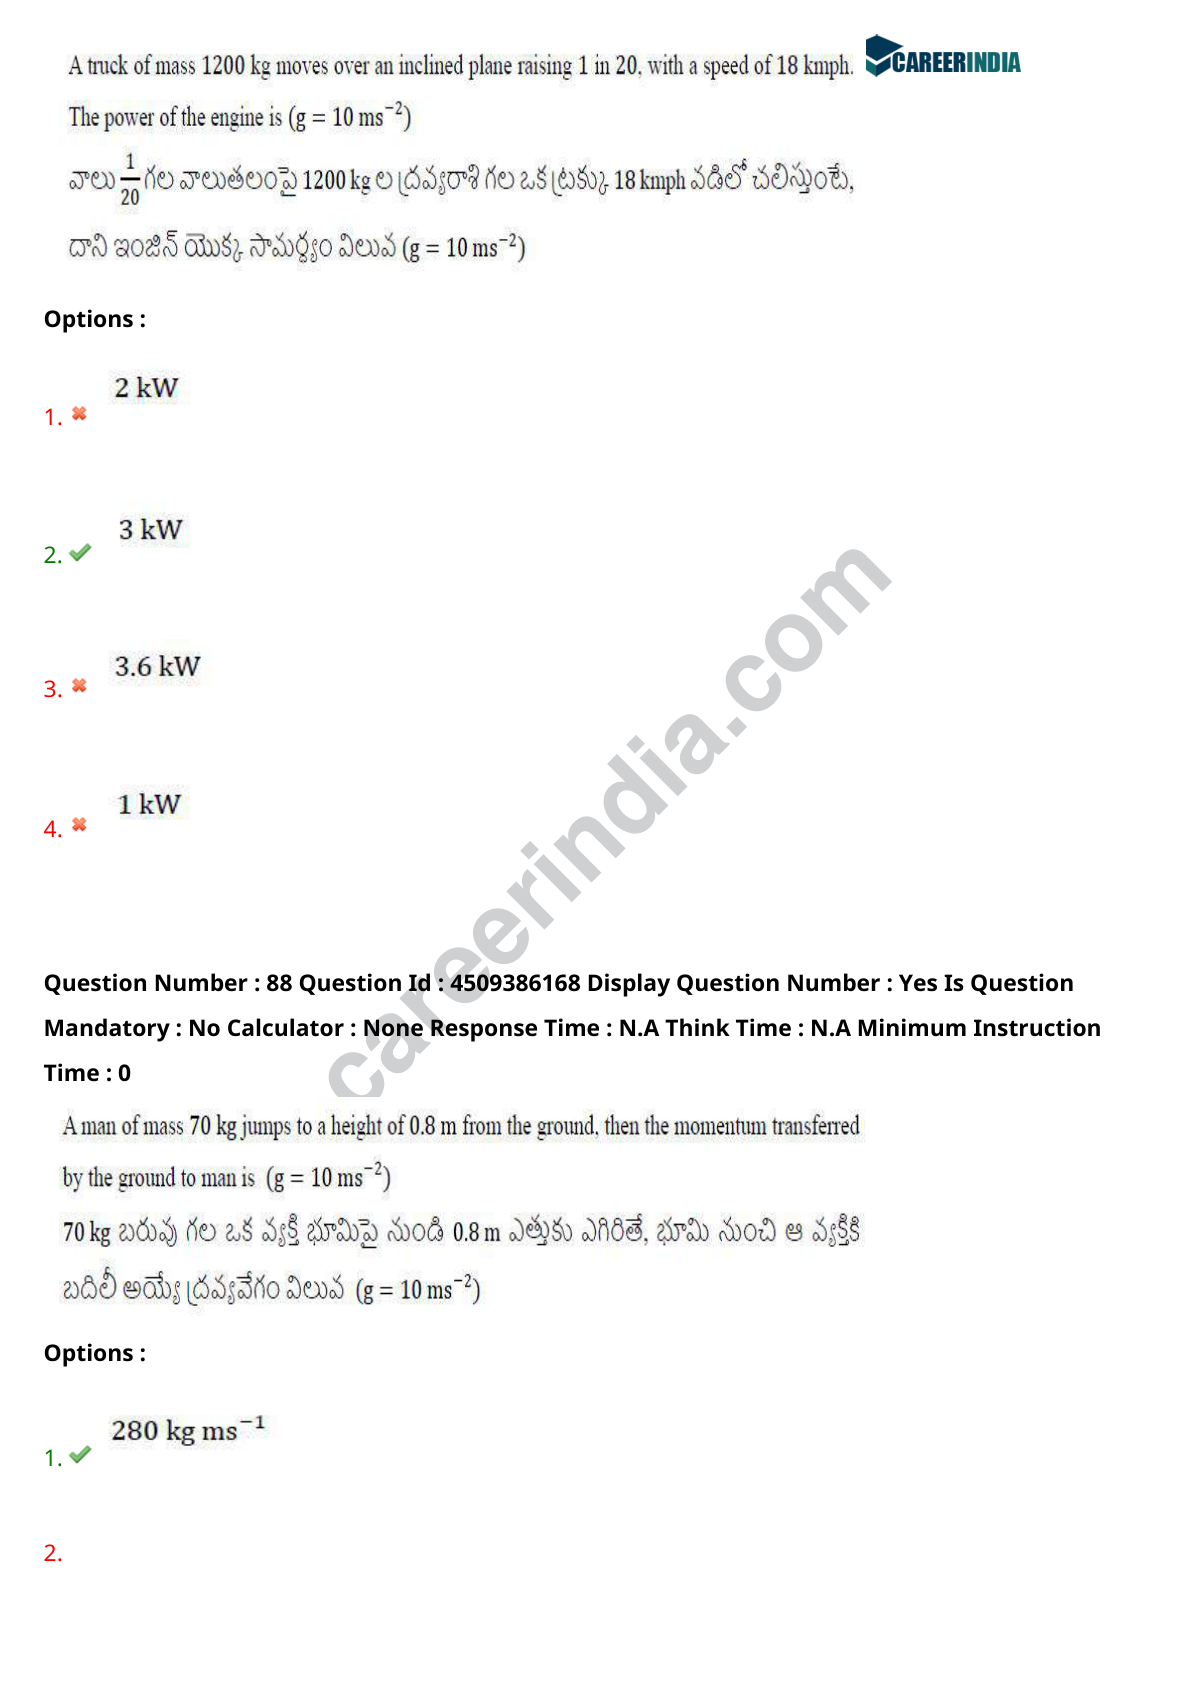 A truck of mass 1200 kg moves over an inclined plane raising 1 in 20, with a speed of 18 kmph.
CAREERINDIA
The power of the engine is (g = 10 ms⁻²)
వాలు 1/20 గల వాలుతలంపై 1200 kg ల ద్రవ్యరాశి గల ఒక ట్రక్కు 18 kmph వడిలో చలిస్తుంటే,
దాని ఇంజిన్ యొక్క సామర్థ్యం విలువ (g = 10 ms⁻²)
Options :
2 kW
1.
3 kW
2.
3.6 kW
3.
1 kW
4.
careerindia.com
Question Number : 88 Question Id : 4509386168 Display Question Number : Yes Is Question
Mandatory : No Calculator : None Response Time : N.A Think Time : N.A Minimum Instruction
Time : 0
A man of mass 70 kg jumps to a height of 0.8 m from the ground, then the momentum transferred
by the ground to man is (g = 10 ms⁻²)
70 kg బరువు గల ఒక వ్యక్తి భూమిపై నుండి 0.8 m ఎత్తుకు ఎగిరితే, భూమి నుంచి ఆ వ్యక్తికి
బదిలీ అయ్యే ద్రవ్యవేగం విలువ (g = 10 ms⁻²)
Options :
280 kg ms⁻¹
1.
2.